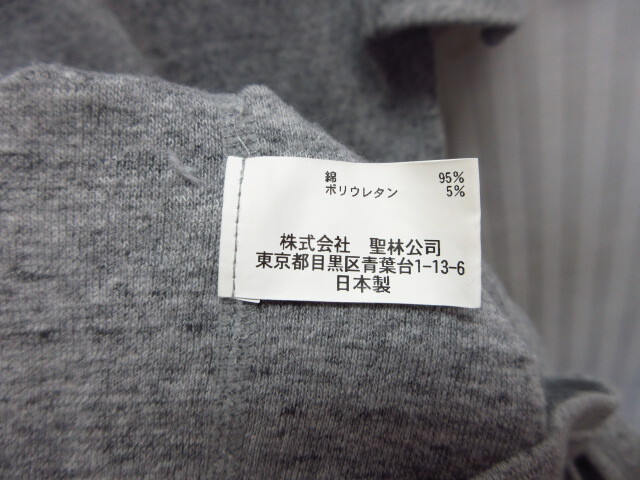 綿 95%
ポリウレタン 5%
株式会社 聖林公司
東京都目黒区青葉台1-13-6
日本製